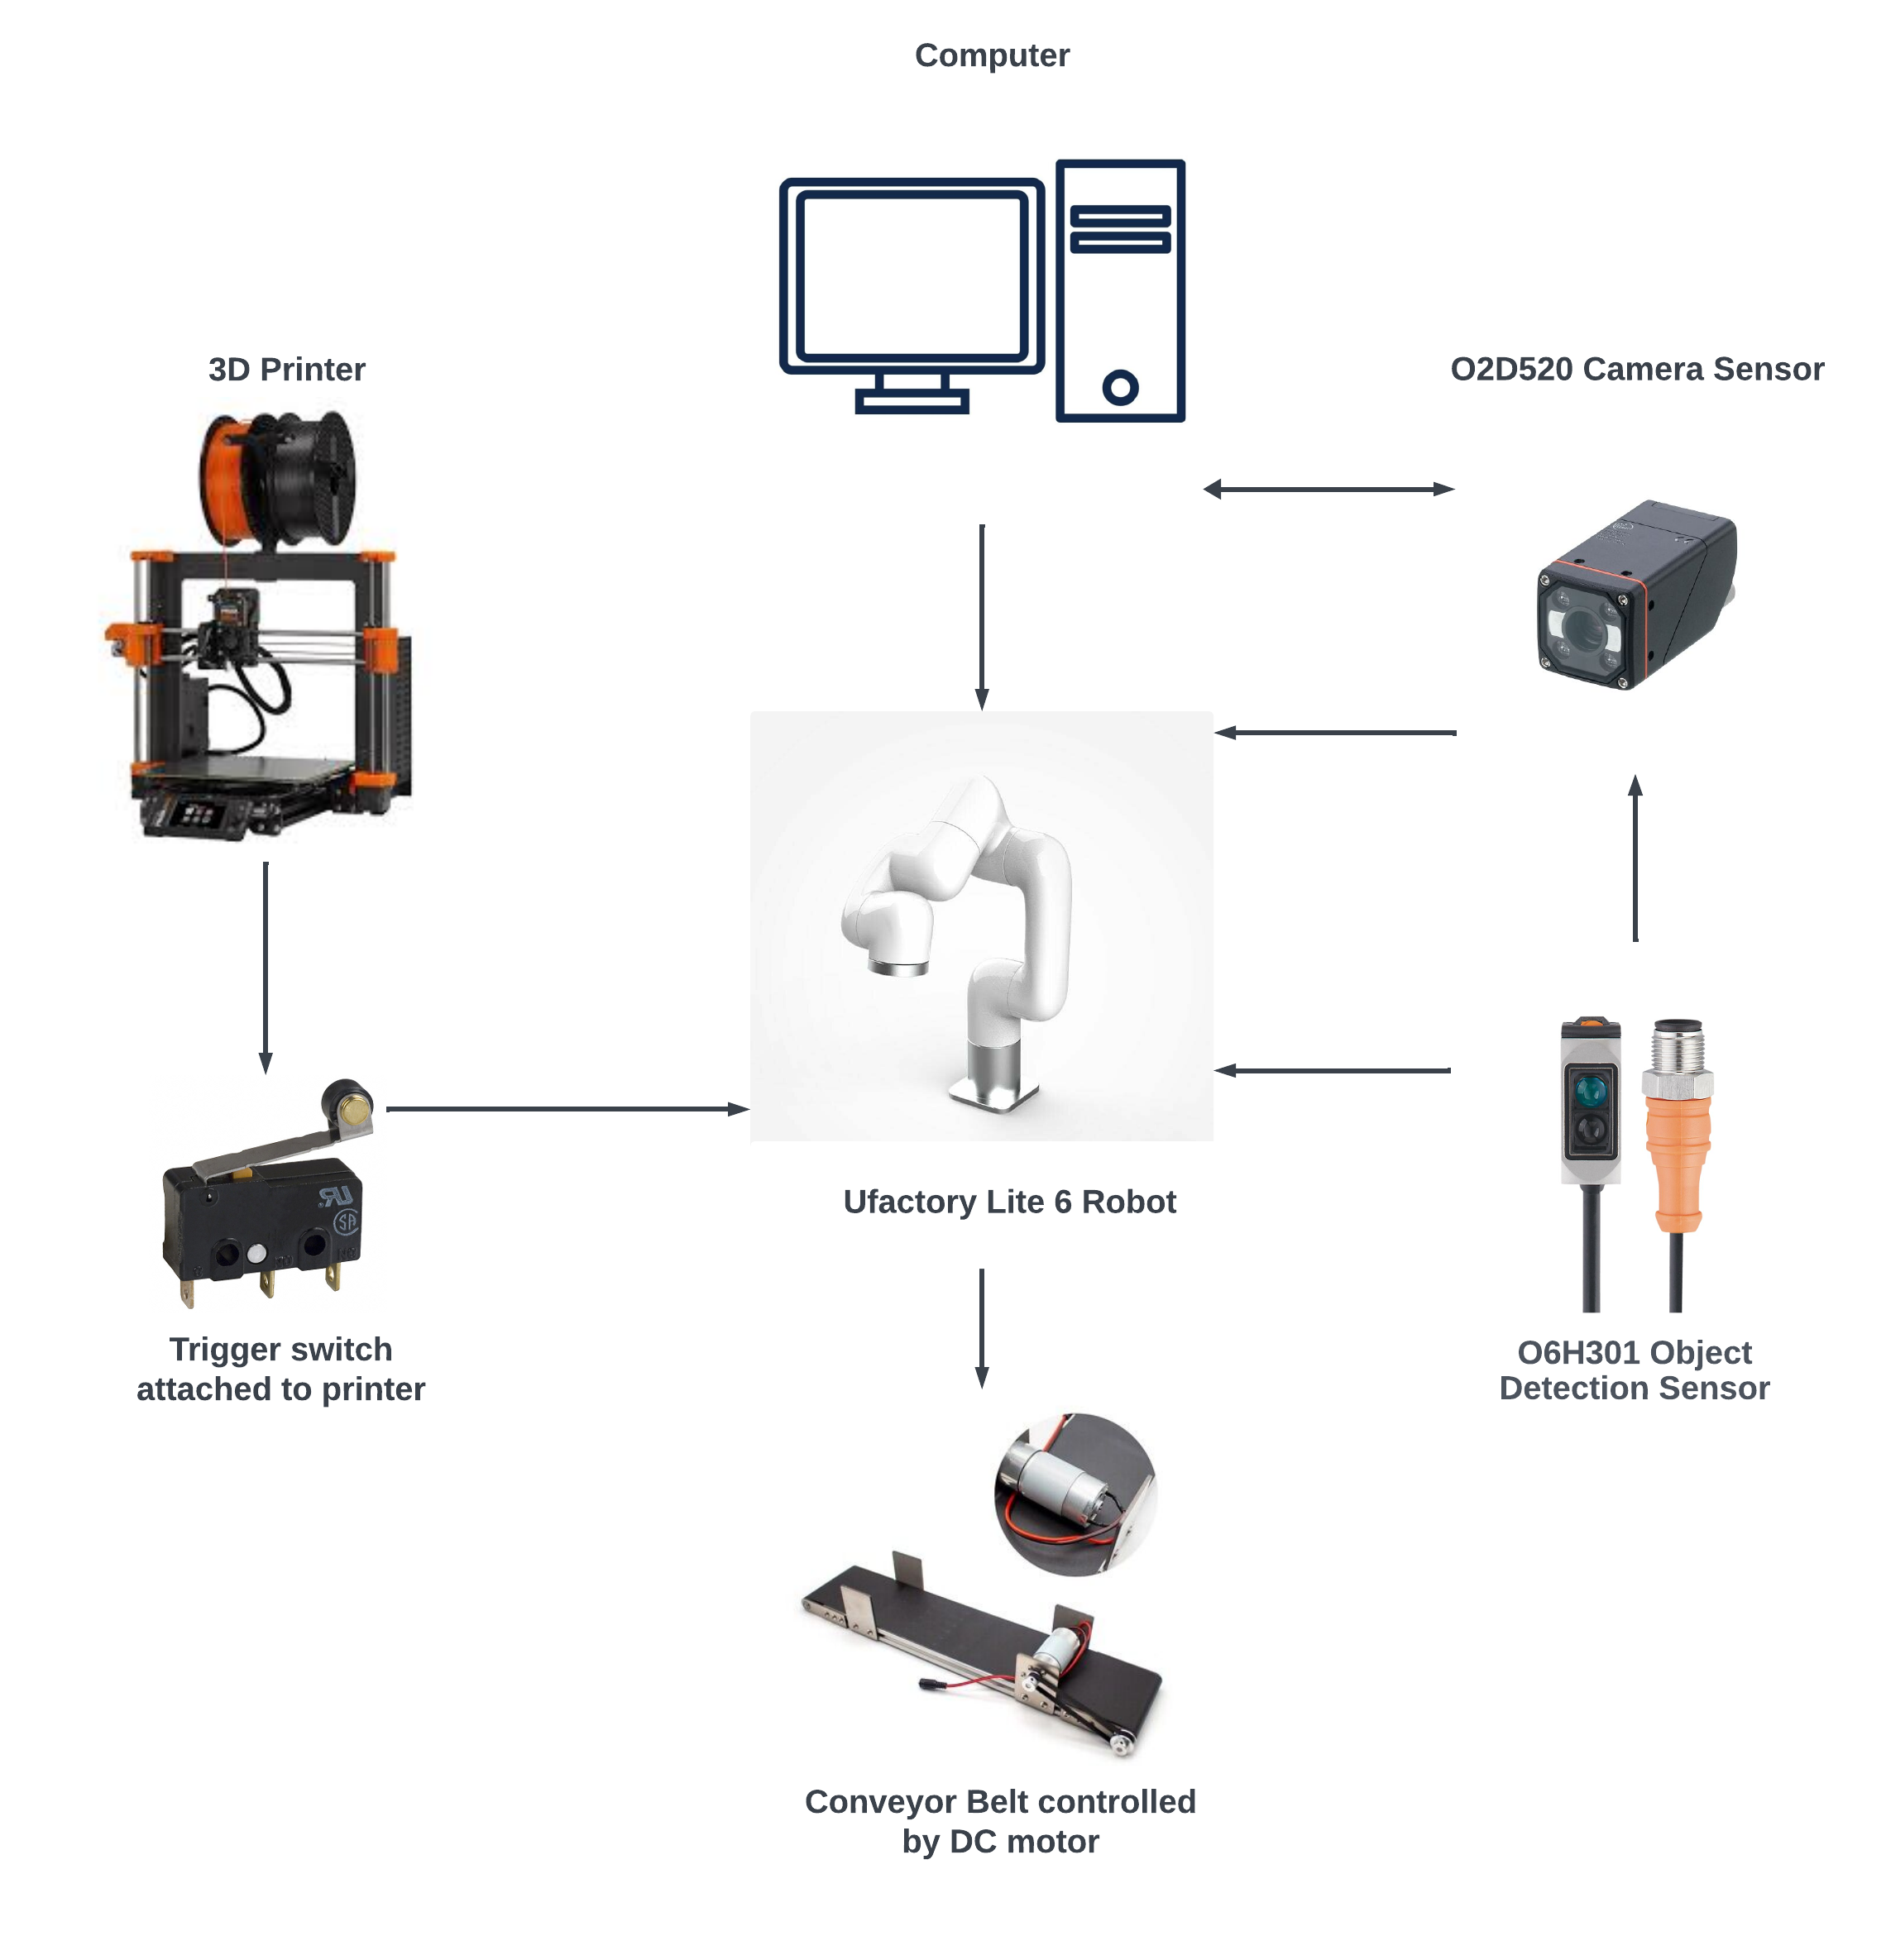 Computer
3D Printer
O2D520 Camera Sensor
Ufactory Lite 6 Robot
Trigger switch
attached to printer
O6H301 Object
Detection Sensor
Conveyor Belt controlled
by DC motor